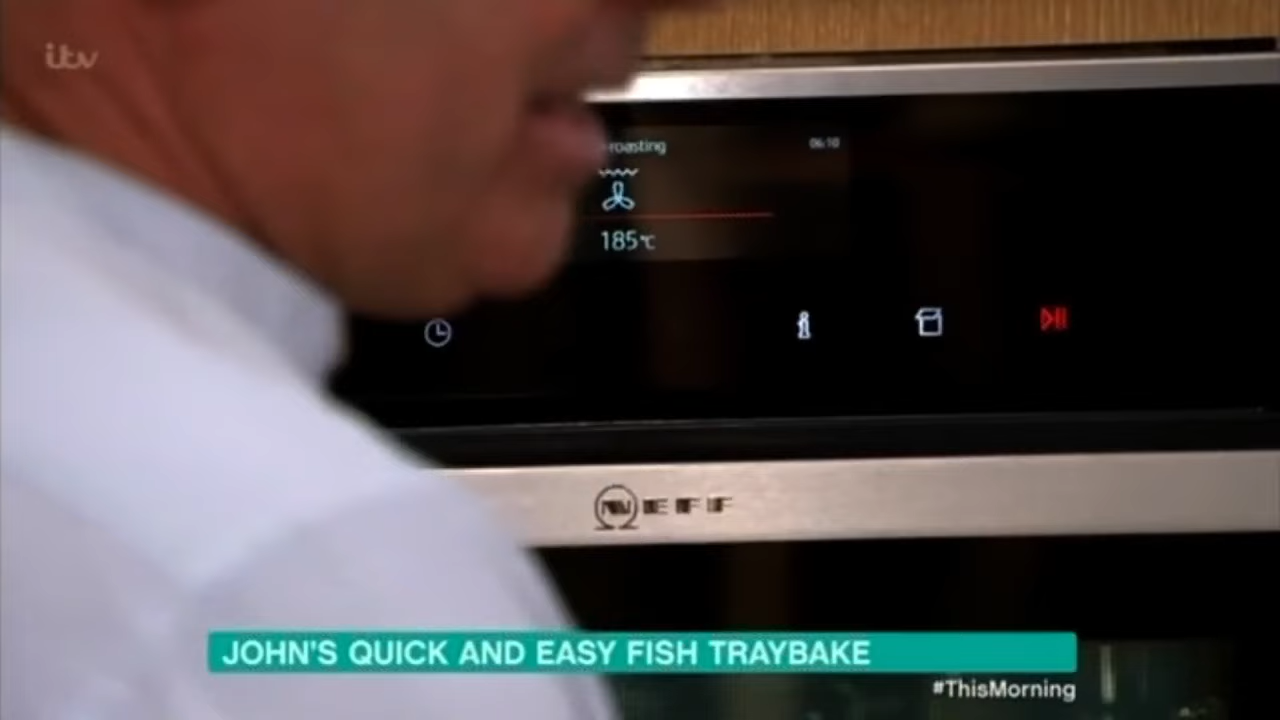 itv
-roasting
06:10
185℃
NEFF
JOHN'S QUICK AND EASY FISH TRAYBAKE
#ThisMorning